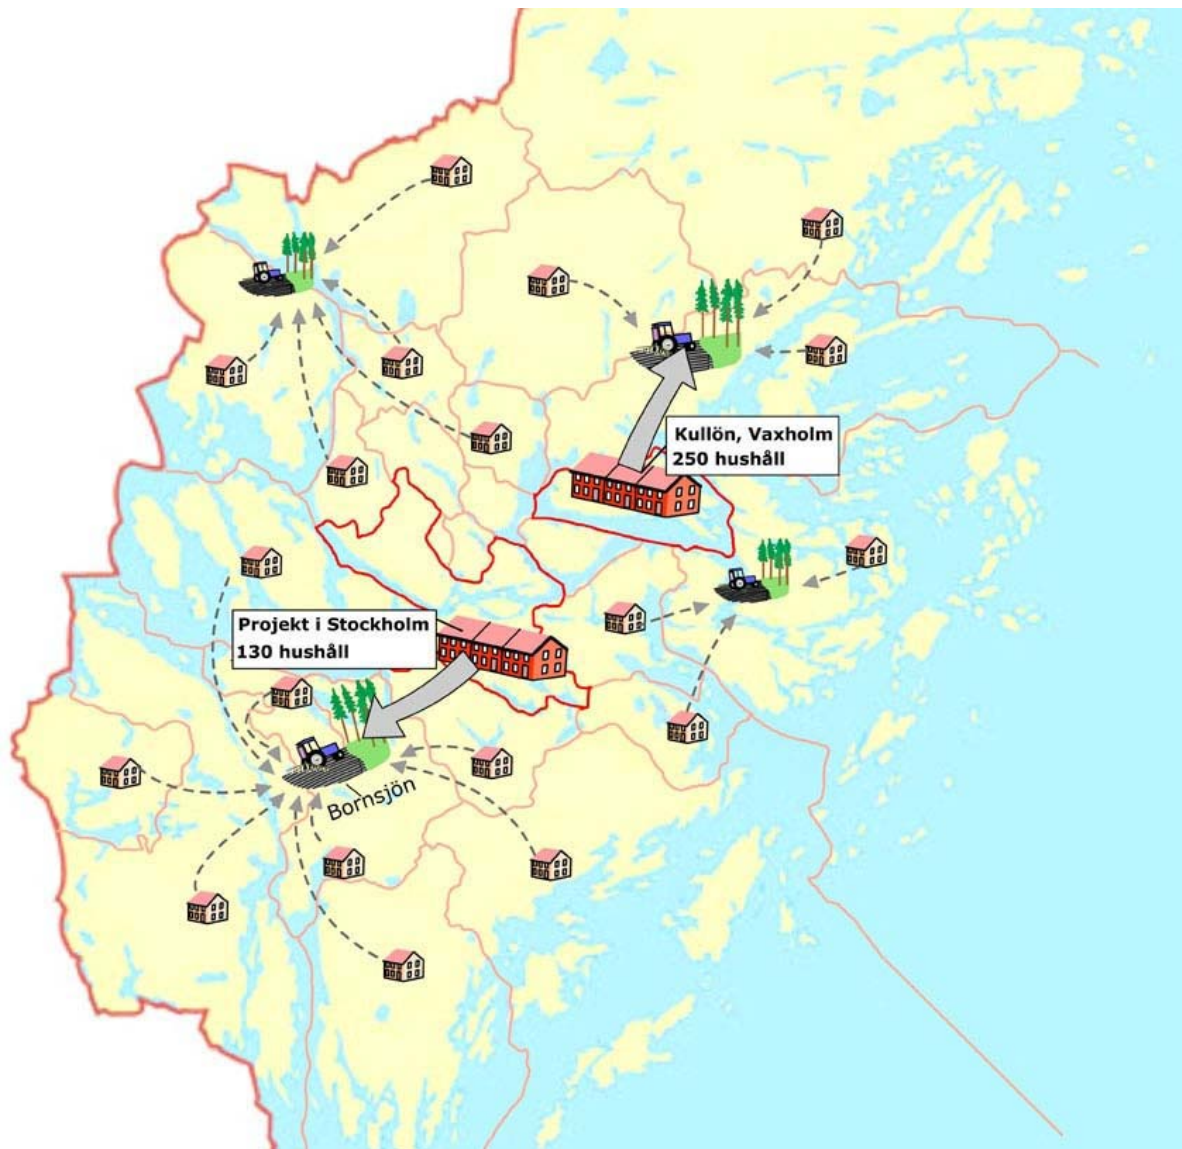 Kullön, Vaxholm
250 hushåll
Projekt i Stockholm
130 hushåll
Bornsjön